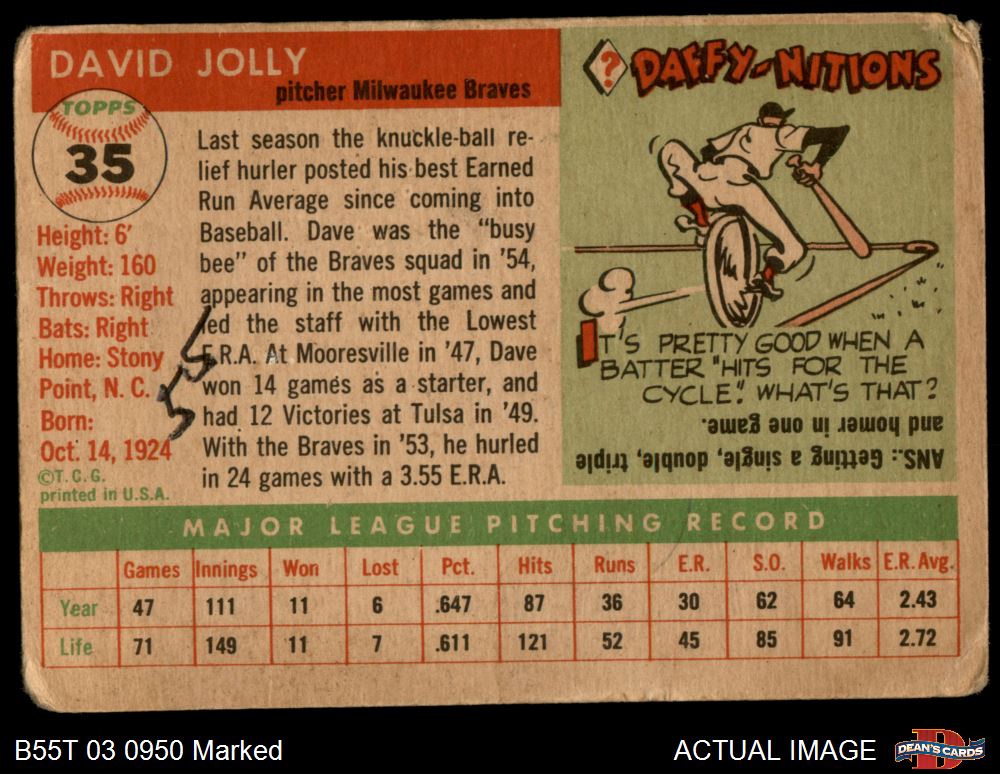 DAVID JOLLY
pitcher Milwaukee Braves
TOPPS
35
Height: 6'
Weight: 160
Throws: Right
Bats: Right
Home: Stony
Point, N. C.
Born:
Oct. 14, 1924
©T.C.G.
printed in U.S.A.
Last season the knuckle-ball re-
lief hurler posted his best Earned
Run Average since coming into
Baseball. Dave was the "busy
bee" of the Braves squad in '54,
appearing in the most games and
led the staff with the Lowest
E.R.A. At Mooresville in '47, Dave
won 14 games as a starter, and
had 12 Victories at Tulsa in '49.
With the Braves in '53, he hurled
in 24 games with a 3.55 E.R.A.
? DAFFY-NITIONS
IT'S PRETTY GOOD WHEN A
BATTER "HITS FOR THE
CYCLE." WHAT'S THAT?
ANS.: Getting a single, double, triple
and homer in one game.
MAJOR LEAGUE PITCHING RECORD
Games Innings Won Lost Pct. Hits Runs E.R. S.O. Walks E.R. Avg.
Year 47 111 11 6 .647 87 36 30 62 64 2.43
Life 71 149 11 7 .611 121 52 45 85 91 2.72
B55T 03 0950 Marked
ACTUAL IMAGE
D
DEAN'S CARDS